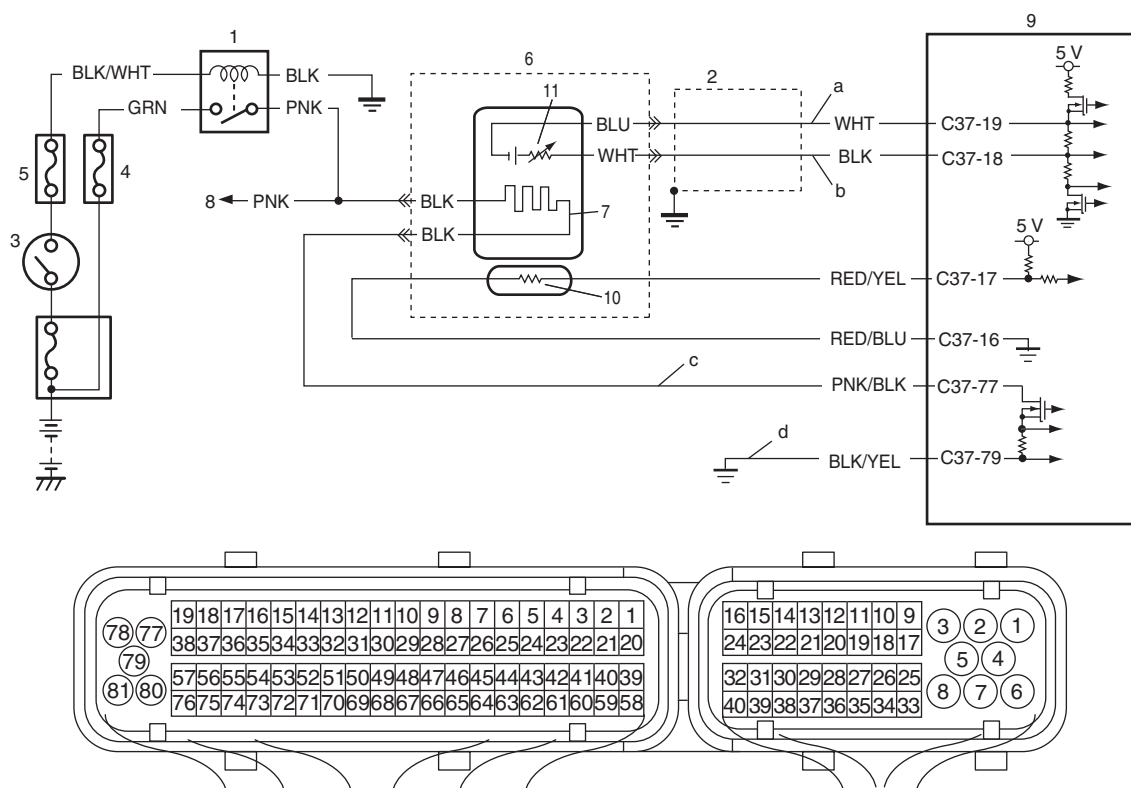 9
1
5 V
6
BLK/WHT
BLK
2
a
11
GRN
PNK
BLU
WHT
C37-19
5
4
WHT
BLK
C37-18
b
8
PNK
BLK
7
3
BLK
5 V
RED/YEL
C37-17
10
RED/BLU
C37-16
c
PNK/BLK
C37-77
d
BLK/YEL
C37-79
19 18 17 16 15 14 13 12 11 10 9 8 7 6 5 4 3 2 1
16 15 14 13 12 11 10 9
3 2 1
78 77
38 37 36 35 34 33 32 31 30 29 28 27 26 25 24 23 22 21 20
24 23 22 21 20 19 18 17
79
5 4
57 56 55 54 53 52 51 50 49 48 47 46 45 44 43 42 41 40 39
32 31 30 29 28 27 26 25
81 80
76 75 74 73 72 71 70 69 68 67 66 65 64 63 62 61 60 59 58
40 39 38 37 36 35 34 33
8 7 6